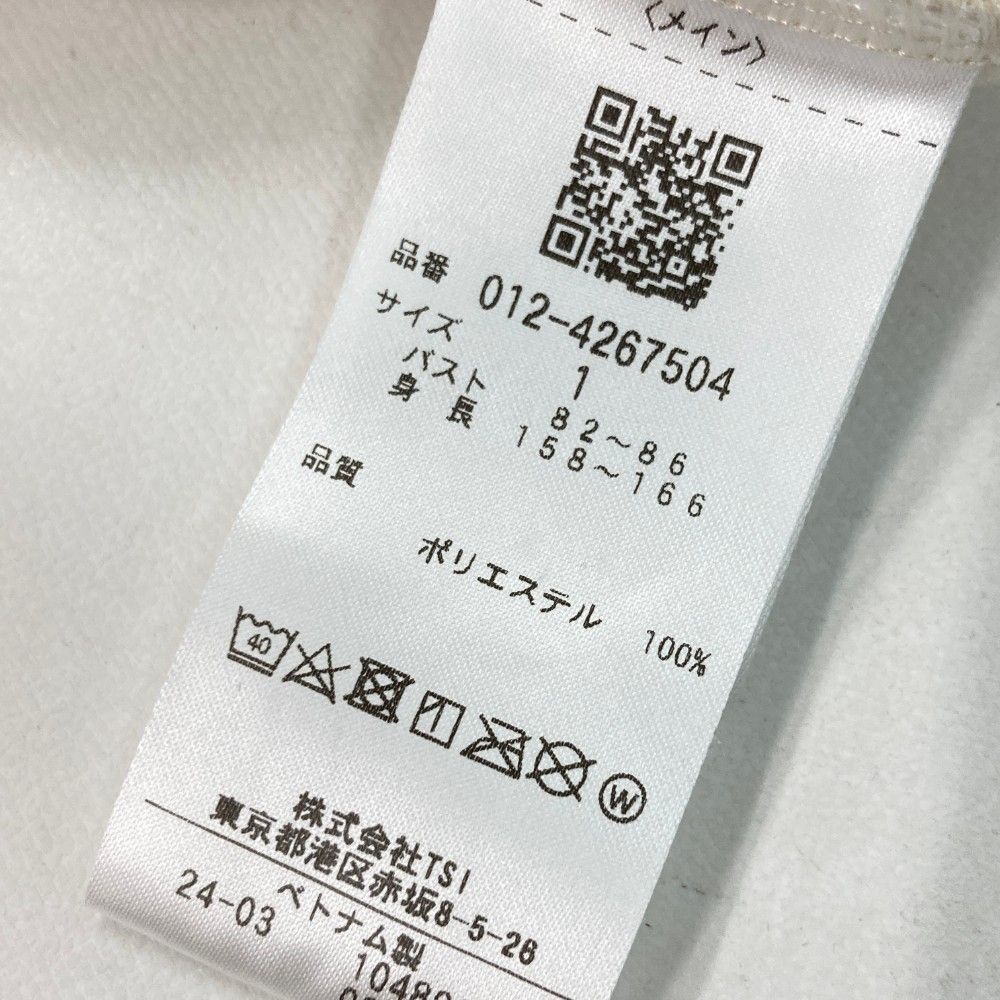 〈メイン〉
品番 012-4267504
サイズ 1
バスト 82～86
身長 158～166
品質
ポリエステル 100%
40
W
株式会社TSI
東京都港区赤坂8-5-26
ベトナム製
24-03